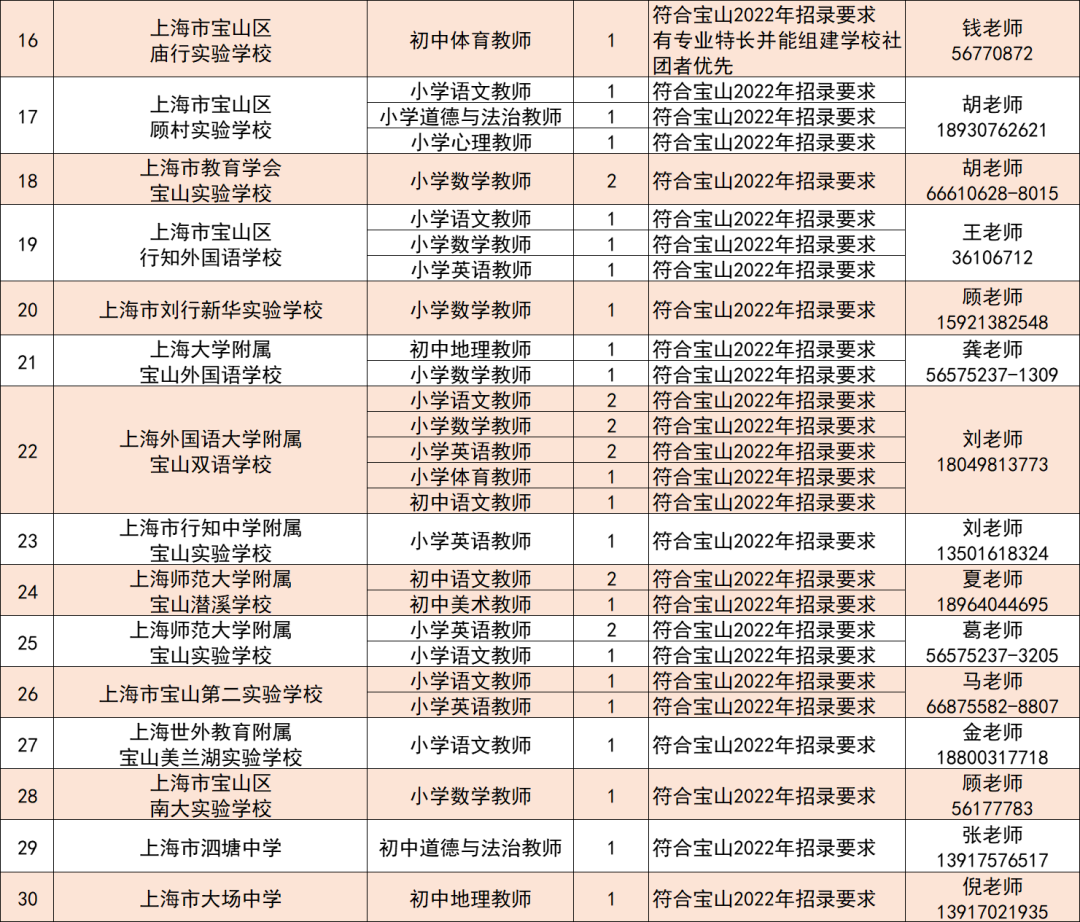 16
上海市宝山区
庙行实验学校
初中体育教师
1
符合宝山2022年招录要求
有专业特长并能组建学校社
团者优先
钱老师
56770872
17
上海市宝山区
顾村实验学校
小学语文教师
1
符合宝山2022年招录要求
小学道德与法治教师
1
符合宝山2022年招录要求
小学心理教师
1
符合宝山2022年招录要求
胡老师
18930762621
18
上海市教育学会
宝山实验学校
小学数学教师
2
符合宝山2022年招录要求
胡老师
66610628-8015
19
上海市宝山区
行知外国语学校
小学语文教师
1
符合宝山2022年招录要求
小学数学教师
1
符合宝山2022年招录要求
小学英语教师
1
符合宝山2022年招录要求
王老师
36106712
20
上海市刘行新华实验学校
小学数学教师
1
符合宝山2022年招录要求
顾老师
15921382548
21
上海大学附属
宝山外国语学校
初中地理教师
1
符合宝山2022年招录要求
小学数学教师
1
符合宝山2022年招录要求
龚老师
56575237-1309
22
上海外国语大学附属
宝山双语学校
小学语文教师
2
符合宝山2022年招录要求
小学数学教师
2
符合宝山2022年招录要求
小学英语教师
2
符合宝山2022年招录要求
小学体育教师
1
符合宝山2022年招录要求
初中语文教师
1
符合宝山2022年招录要求
刘老师
18049813773
23
上海市行知中学附属
宝山实验学校
小学英语教师
1
符合宝山2022年招录要求
刘老师
13501618324
24
上海师范大学附属
宝山潜溪学校
初中语文教师
2
符合宝山2022年招录要求
初中美术教师
1
符合宝山2022年招录要求
夏老师
18964044695
25
上海师范大学附属
宝山实验学校
小学英语教师
2
符合宝山2022年招录要求
小学语文教师
1
符合宝山2022年招录要求
葛老师
56575237-3205
26
上海市宝山第二实验学校
小学语文教师
1
符合宝山2022年招录要求
小学英语教师
1
符合宝山2022年招录要求
马老师
66875582-8807
27
上海世外教育附属
宝山美兰湖实验学校
小学语文教师
1
符合宝山2022年招录要求
金老师
18800317718
28
上海市宝山区
南大实验学校
小学数学教师
1
符合宝山2022年招录要求
顾老师
56177783
29
上海市泗塘中学
初中道德与法治教师
1
符合宝山2022年招录要求
张老师
13917576517
30
上海市大场中学
初中地理教师
1
符合宝山2022年招录要求
倪老师
13917021935